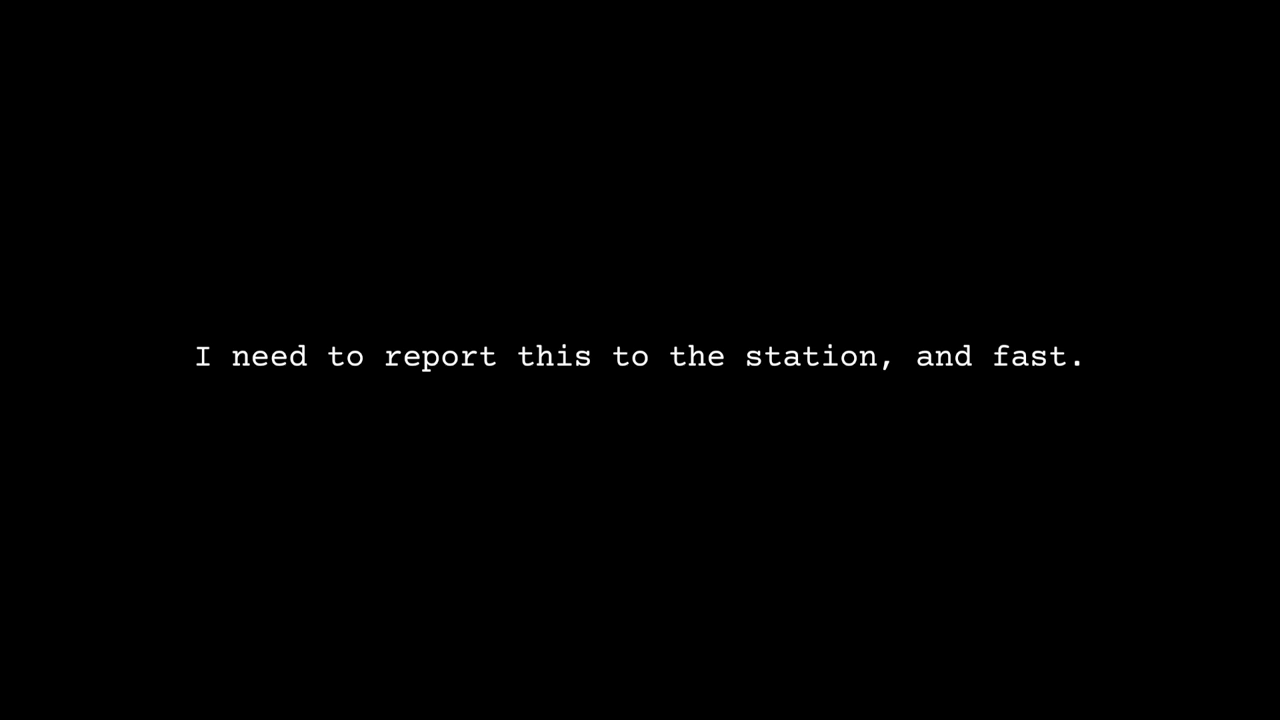 I need to report this to the station, and fast.